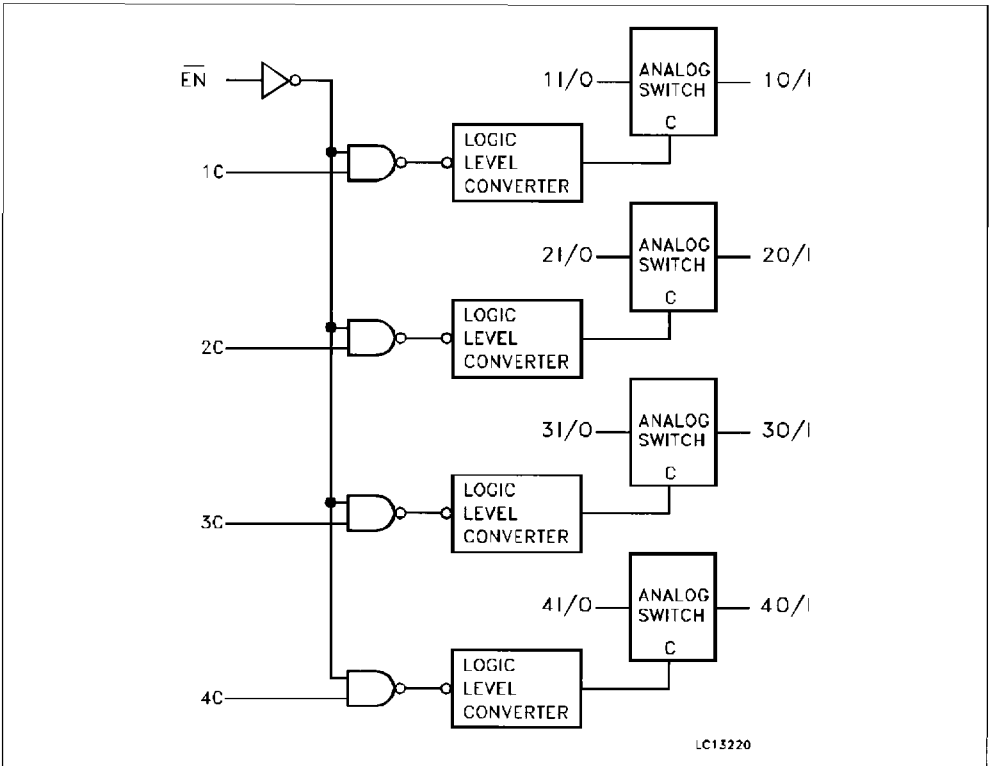 ANALOG
1I/O
1O/I
SWITCH
C
E̅N̅
LOGIC
LEVEL
CONVERTER
1C
ANALOG
2I/O
2O/I
SWITCH
C
LOGIC
LEVEL
CONVERTER
2C
ANALOG
3I/O
3O/I
SWITCH
C
LOGIC
LEVEL
CONVERTER
3C
ANALOG
4I/O
4O/I
SWITCH
C
LOGIC
LEVEL
CONVERTER
4C
LC13220